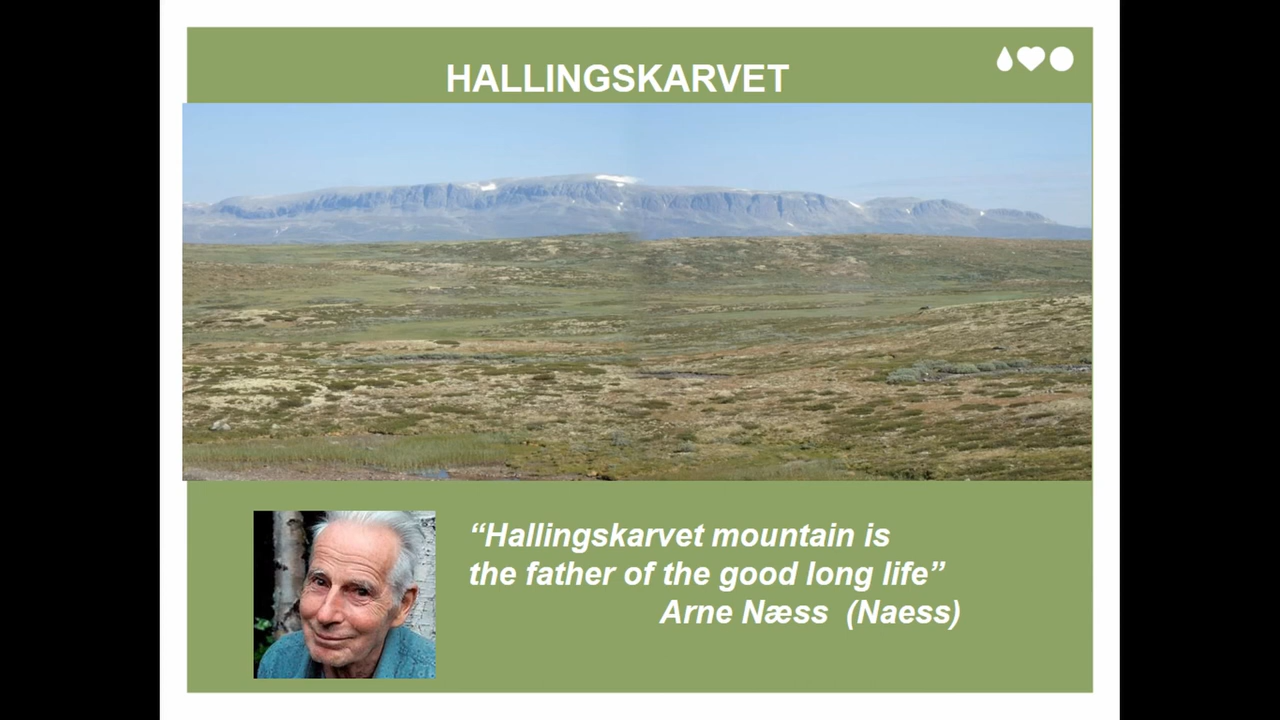 HALLINGSKARVET
“Hallingskarvet mountain is
the father of the good long life”
Arne Næss (Naess)